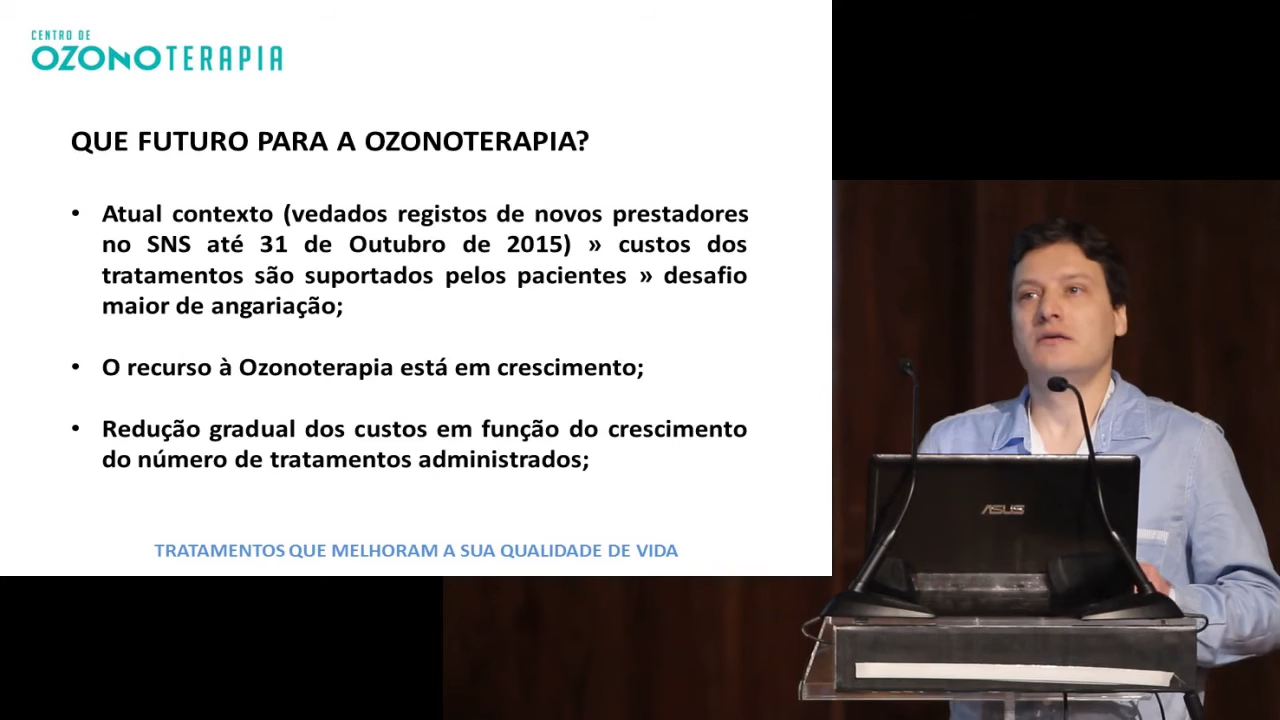 CENTRO DE
OZONOTERAPIA
QUE FUTURO PARA A OZONOTERAPIA?
• Atual contexto (vedados registos de novos prestadores
no SNS até 31 de Outubro de 2015) » custos dos
tratamentos são suportados pelos pacientes » desafio
maior de angariação;
• O recurso à Ozonoterapia está em crescimento;
• Redução gradual dos custos em função do crescimento
do número de tratamentos administrados;
TRATAMENTOS QUE MELHORAM A SUA QUALIDADE DE VIDA
ASUS